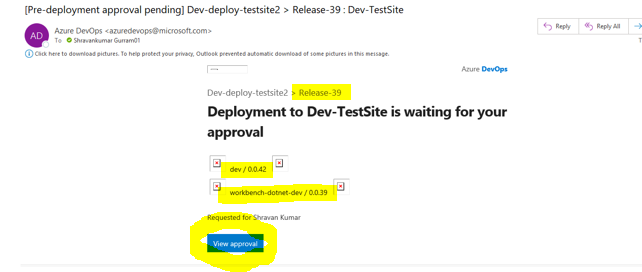 [Pre-deployment approval pending] Dev-deploy-testsite2 > Release-39 : Dev-TestSite
AD
Azure DevOps <azuredevops@microsoft.com>
To Shravankumar Gurram01
Reply
Reply All
T
Click here to download pictures. To help protect your privacy, Outlook prevented automatic download of some pictures in this message.
Azure DevOps
Dev-deploy-testsite2 > Release-39
Deployment to Dev-TestSite is waiting for your
approval
dev / 0.0.42
workbench-dotnet-dev / 0.0.39
Requested for Shravan Kumar
View approval